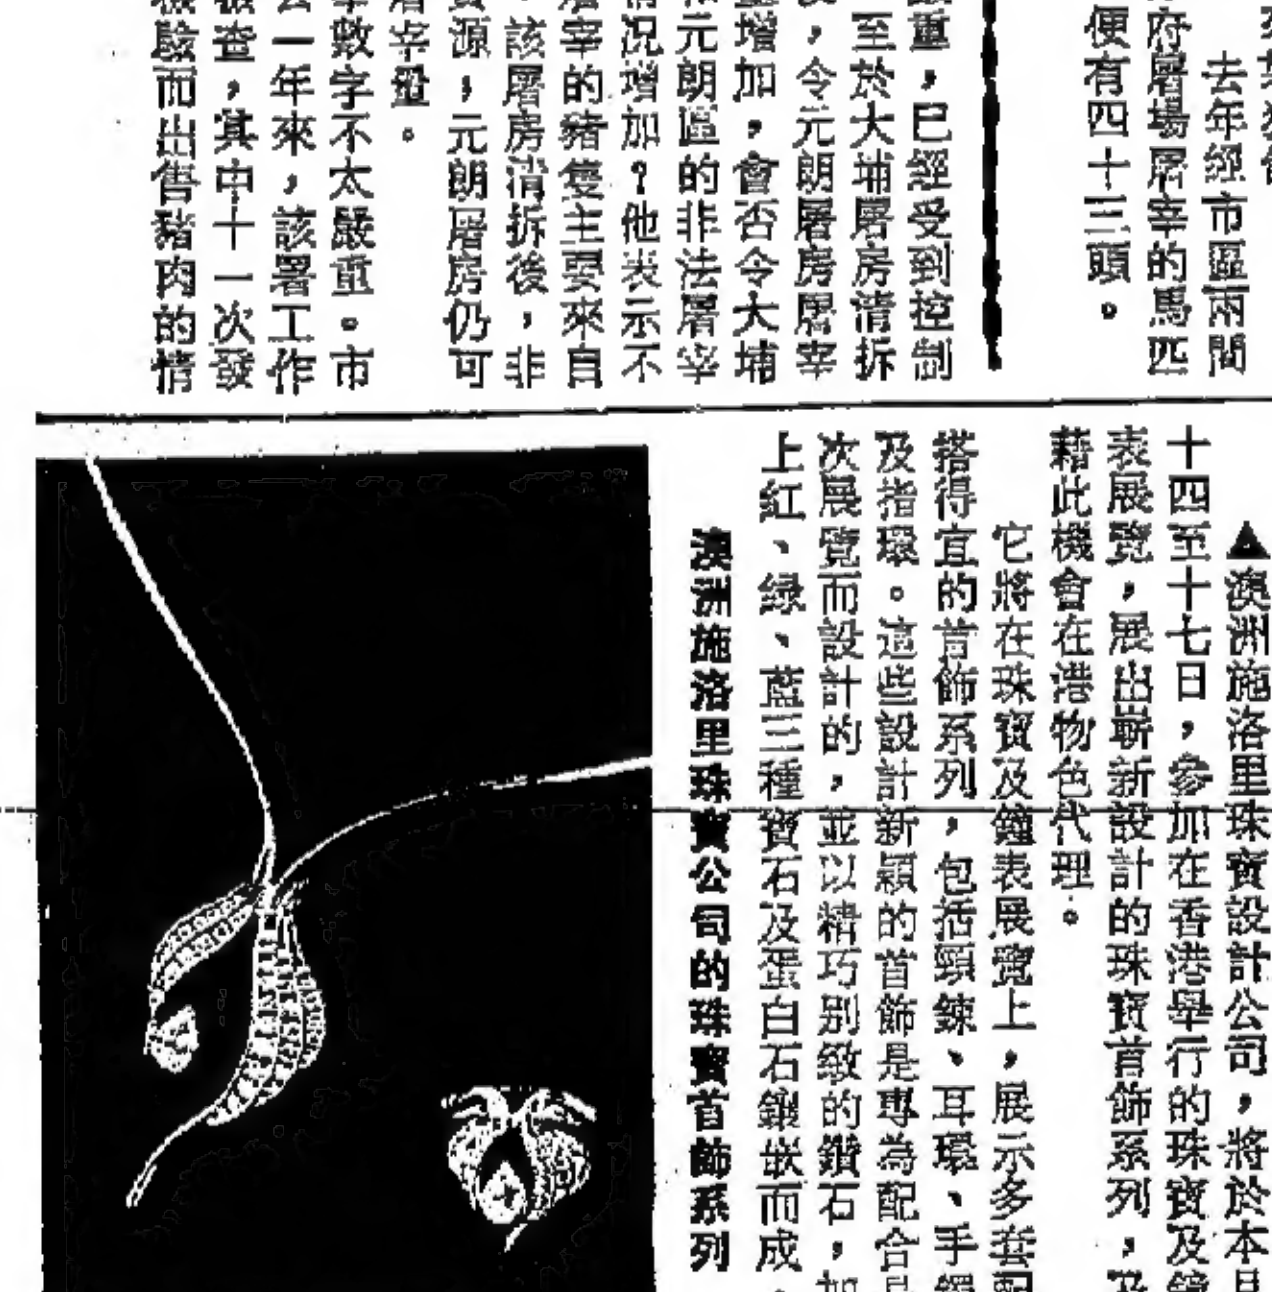 列某獲
去年經市區兩間
府屠場屠宰的馬匹
便有四十三頭。
重，已經受到控制
至於大埔屠房清拆
，令元朗屠房屠宰
增加，會否令大埔
元朗區的非法屠宰
況增加？他表示不
宰的豬隻主要來自
該屠房清拆後，非
源，元朗屠房仍可
屠宰量。
數字不太嚴重。市
一年來，該署工作
查，其中十一次發
驗而出售豬肉的情
▲澳洲施洛里珠寶設計公司，將於本月
十四至十七日，參加在香港舉行的珠寶及鐘
表展覽，展出嶄新設計的珠寶首飾系列，及
藉此機會在港物色代理。
它將在珠寶及鐘表展覽上，展示多套配
搭得宜的首飾系列，包括頸鍊、耳環、手鐲
及指環。這些設計新穎的首飾是專為配合是
次展覽而設計的，並以精巧別緻的鑽石，加
上紅、綠、藍三種寶石及蛋白石鑲嵌而成。
澳洲施洛里珠寶公司的珠寶首飾系列